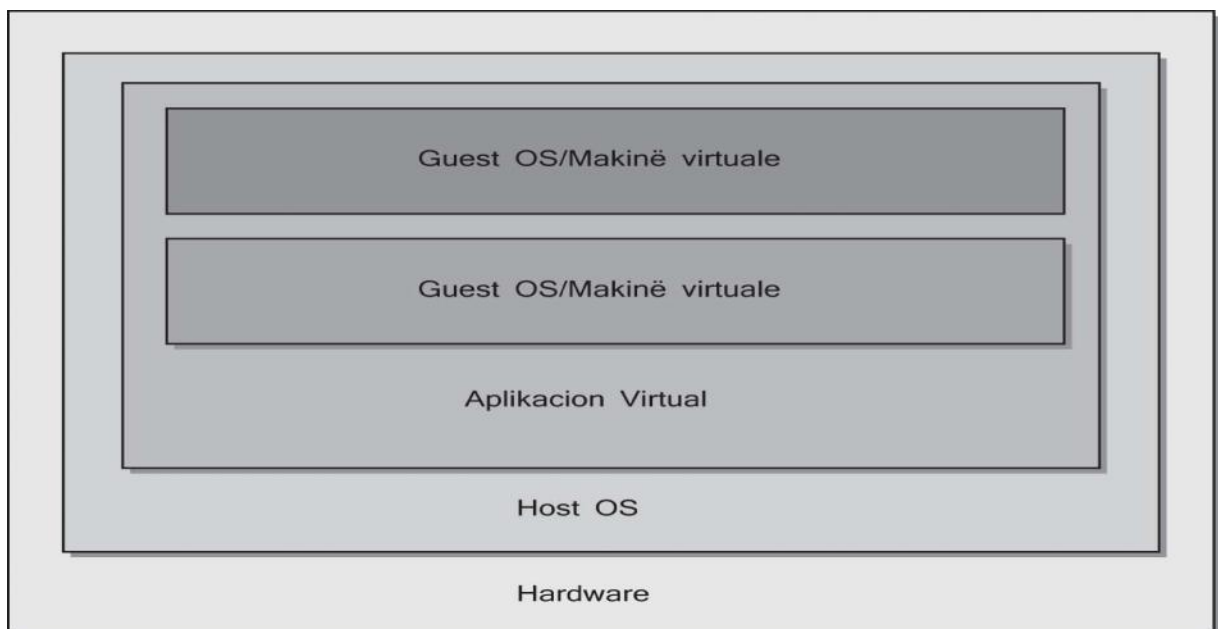 Guest OS/Makinë virtuale
Guest OS/Makinë virtuale
Aplikacion Virtual
Host OS
Hardware